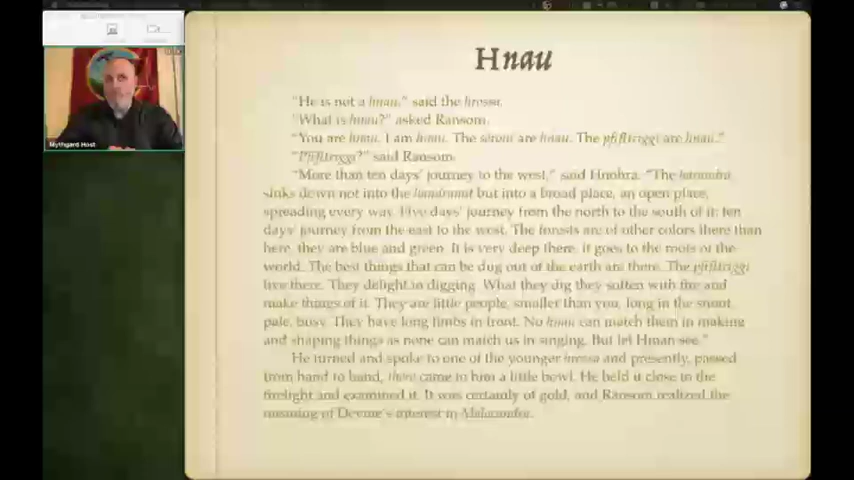 Hnau
"He is not a hnau," said the hrossa.
"What is hnau?" asked Ransom.
"You are hnau. I am hnau. The séroni are hnau. The pfifltriggi are hnau."
"Pfifltriggi?" said Ransom.
"More than ten days' journey to the west," said Hnohra. "The harandra
sinks down not into the handramit but into a broad place, an open place,
spreading every way. Five days' journey from the north to the south of it; ten
days' journey from the east to the west. The forests are of other colors there than
here, they are blue and green. It is very deep there, it goes to the roots of the
world. The best things that can be dug out of the earth are there. The pfifltriggi
live there. They delight in digging. What they dig they soften with fire and
make things of it. They are little people, smaller than you, long in the snout,
pale, busy. They have long limbs in front. No hnau can match them in making
and shaping things as none can match us in singing. But let Hman see."
He turned and spoke to one of the younger hrossa and presently, passed
from hand to hand, there came to him a little bowl. He held it close to the
firelight and examined it. It was certainly of gold, and Ransom realized the
meaning of Devine's interest in Malacandra.
Mythgard Host